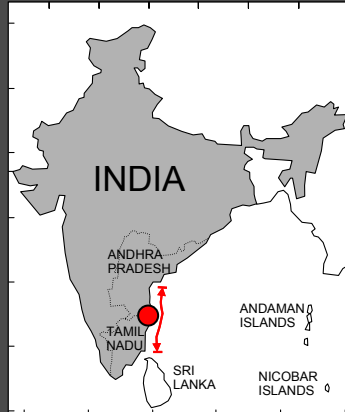 INDIA
ANDHRA
PRADESH
TAMIL
NADU
ANDAMAN
ISLANDS
SRI
LANKA
NICOBAR
ISLANDS